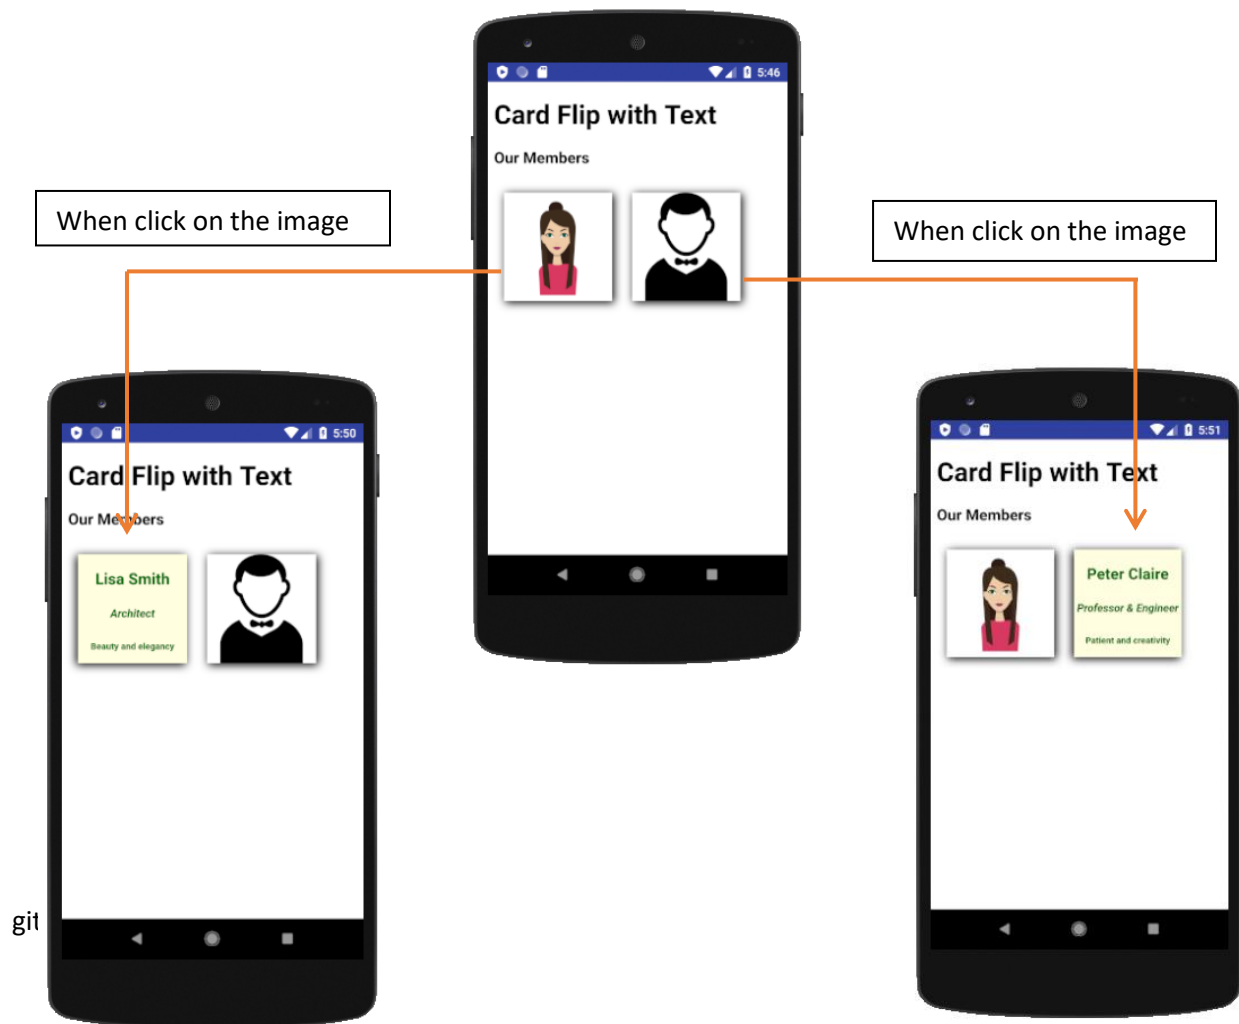 5:46
Card Flip with Text
Our Members
When click on the image
When click on the image
5:50
Card Flip with Text
Our Members
Lisa Smith
Architect
Beauty and elegancy
5:51
Card Flip with Text
Our Members
Peter Claire
Professor & Engineer
Patient and creativity
git